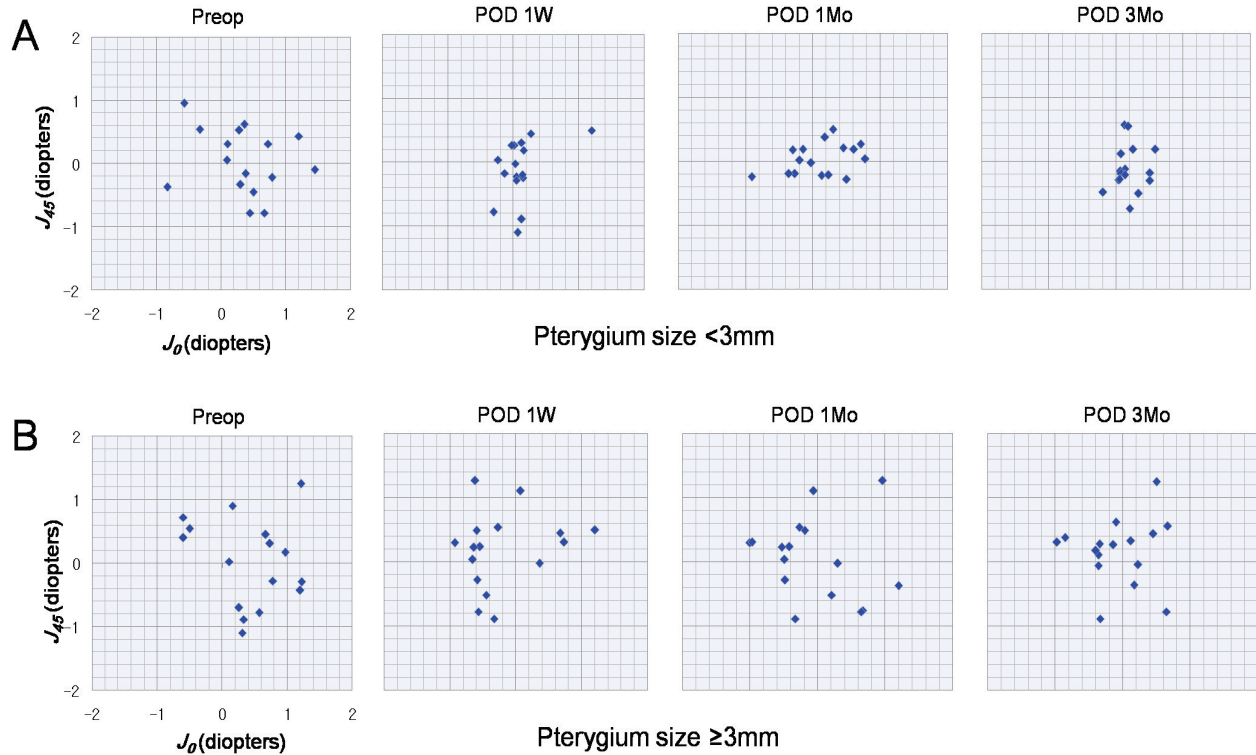 A
Preop
POD 1W
POD 1Mo
POD 3Mo
2
1
0
-1
-2
J45(diopters)
-2
-1
0
1
2
J0(diopters)
Pterygium size <3mm
B
Preop
POD 1W
POD 1Mo
POD 3Mo
2
1
0
-1
-2
J45(diopters)
-2
-1
0
1
2
J0(diopters)
Pterygium size ≥3mm